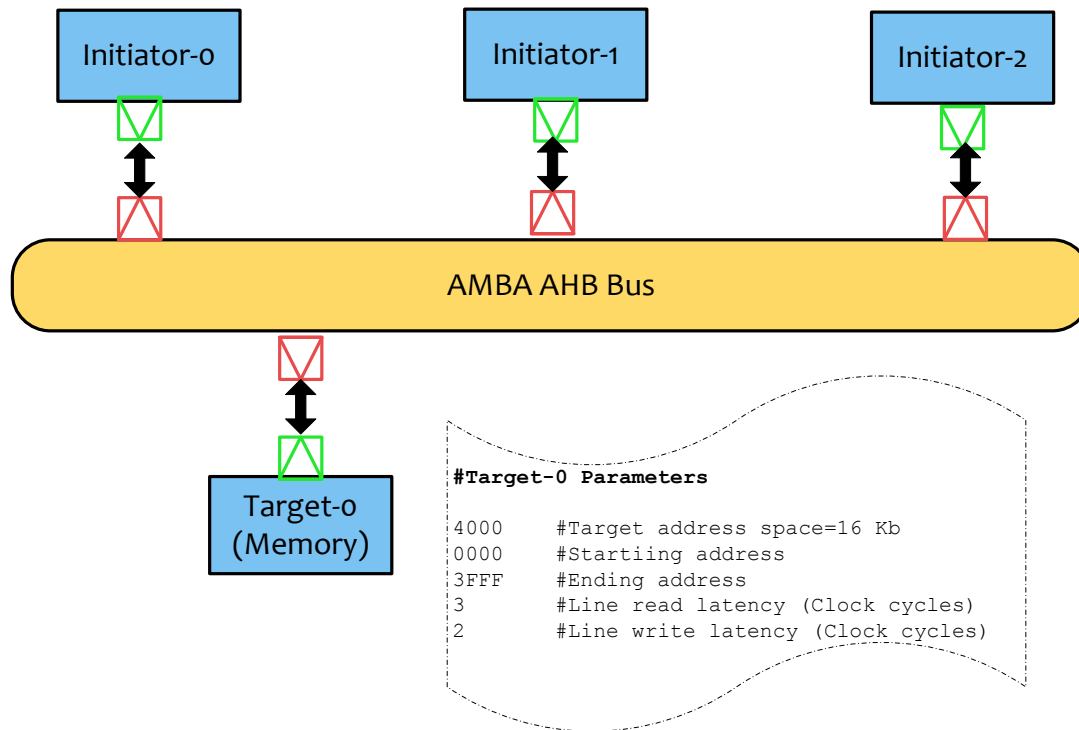 Initiator-0
Initiator-1
Initiator-2
AMBA AHB Bus
Target-0
(Memory)
#Target-0 Parameters
4000 #Target address space=16 Kb
0000 #Startiing address
3FFF #Ending address
3 #Line read latency (Clock cycles)
2 #Line write latency (Clock cycles)